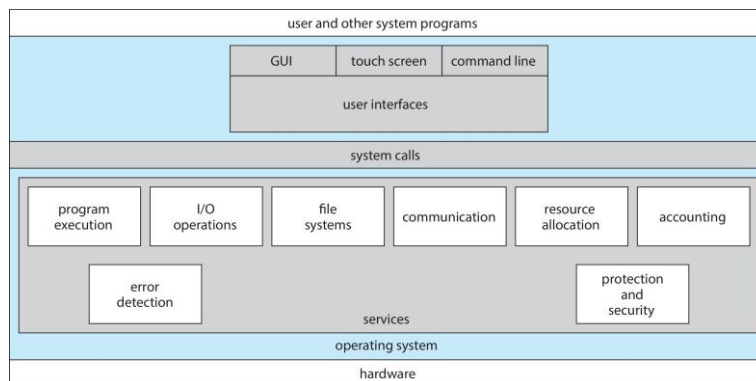 user and other system programs
GUI
touch screen
command line
user interfaces
system calls
program
execution
I/O
operations
file
systems
communication
resource
allocation
accounting
error
detection
protection
and
security
services
operating system
hardware